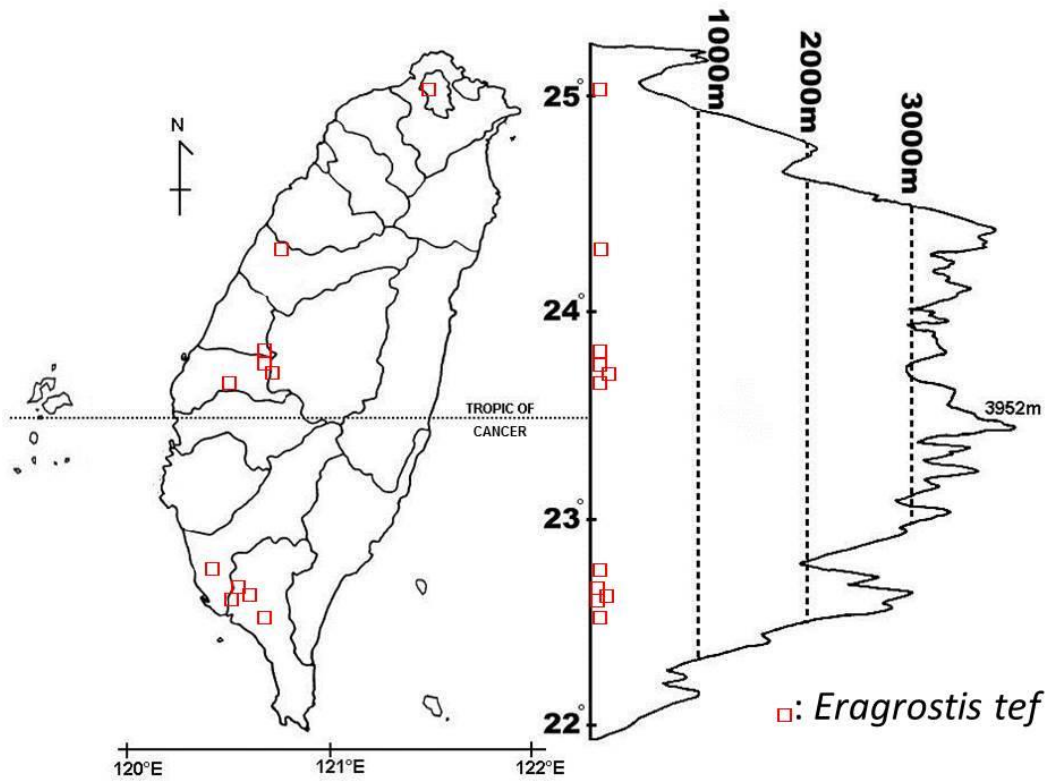 N
1000m
2000m
3000m
25°
24°
TROPIC OF
CANCER
3952m
23°
22°
: Eragrostis tef
120°E
121°E
122°E